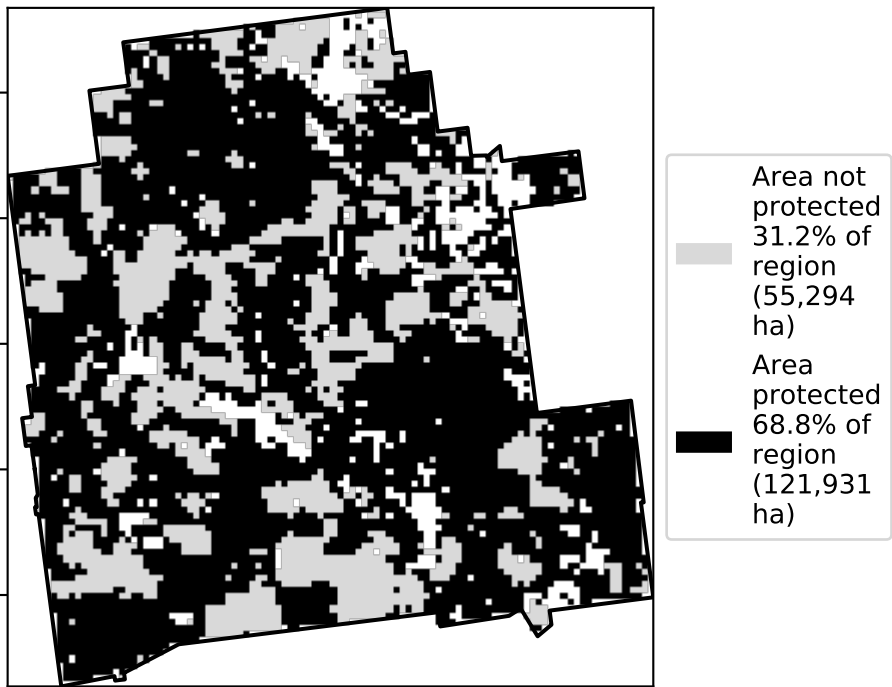 Area not
protected
31.2% of
region
(55,294
ha)
Area
protected
68.8% of
region
(121,931
ha)